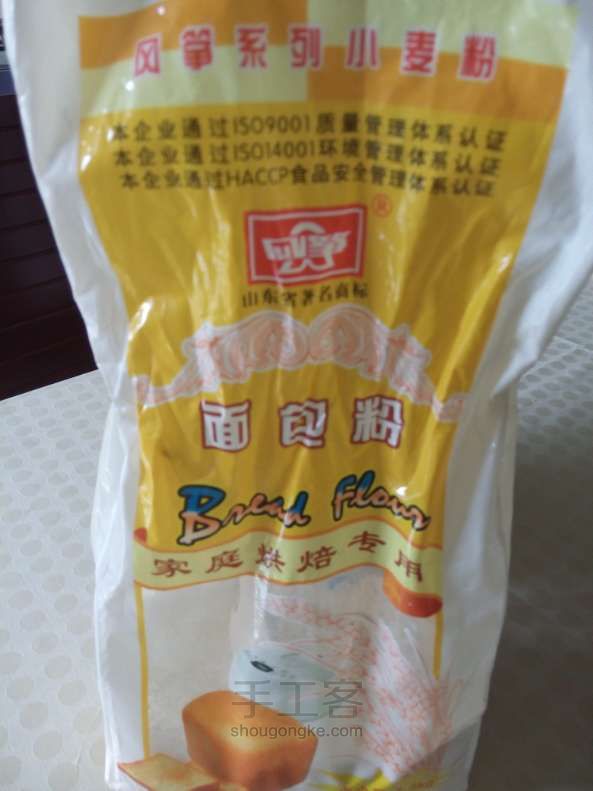 风筝系列小麦粉
本企业通过ISO9001质量管理体系认证
本企业通过ISO14001环境管理体系认证
本企业通过HACCP食品安全管理体系认证
风筝®
山东省著名商标
面包粉
Bread Flour
家庭烘焙专用
手工客
shougongke.com